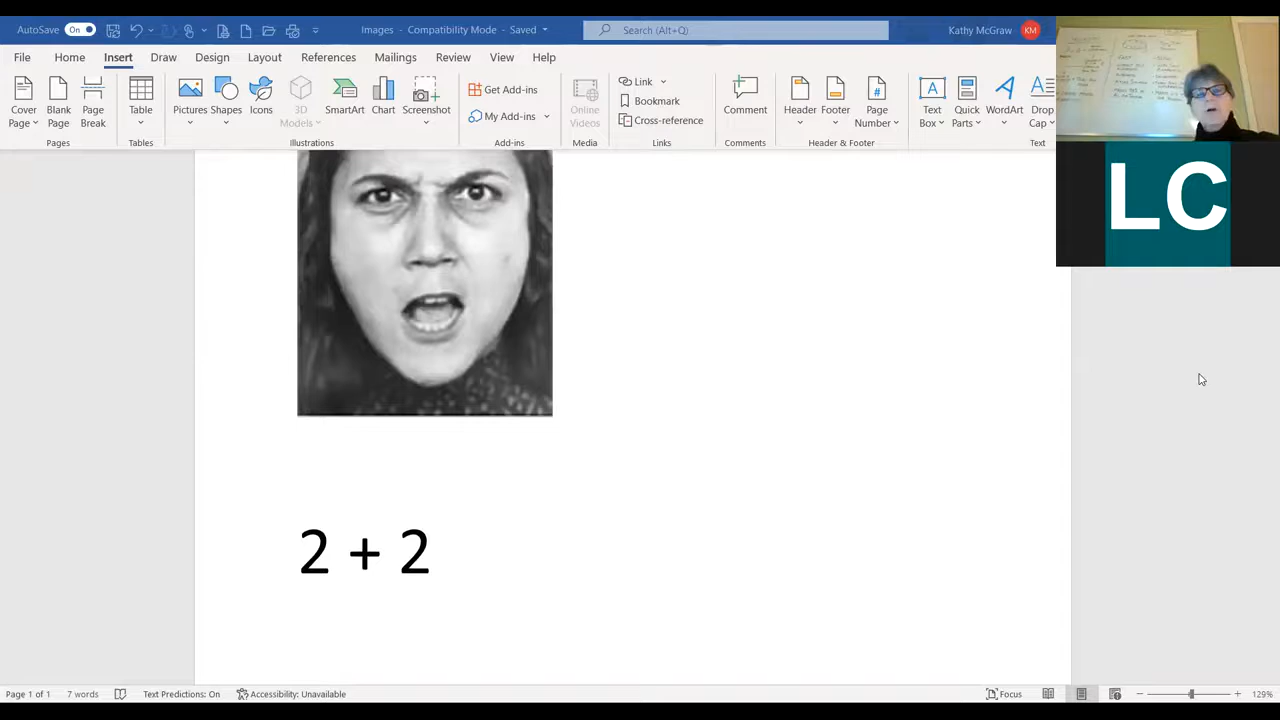 AutoSave On Images - Compatibility Mode - Saved Search (Alt+Q) Kathy McGraw KM
File Home Insert Draw Design Layout References Mailings Review View Help
Cover Page Blank Page Page Break Table Pictures Shapes Icons 3D Models SmartArt Chart Screenshot Get Add-ins My Add-ins Online Videos Link Bookmark Cross-reference Comment Header Footer Page Number Text Box Quick Parts WordArt Drop Cap
Pages Tables Illustrations Add-ins Media Links Comments Header & Footer Text
LC
2 + 2
Page 1 of 1 7 words Text Predictions: On Accessibility: Unavailable Focus 129%